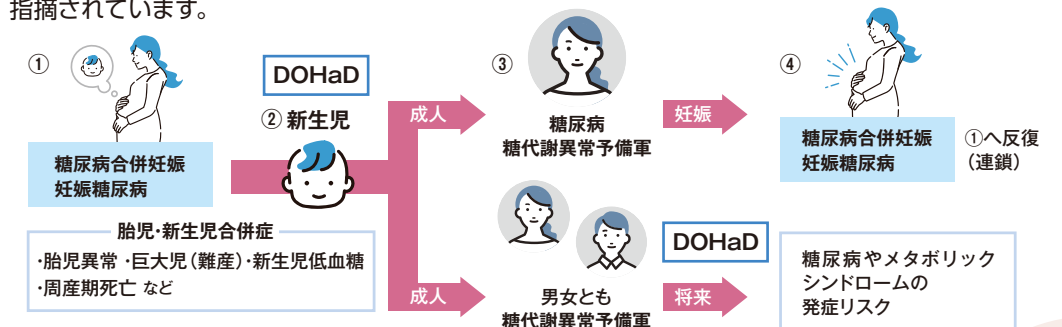 指摘されています。
①
DOHaD
② 新生児
糖尿病合併妊娠
妊娠糖尿病
胎児・新生児合併症
・胎児異常 ・巨大児（難産）・新生児低血糖
・周産期死亡 など
成人
③
糖尿病
糖代謝異常予備軍
妊娠
④
糖尿病合併妊娠
妊娠糖尿病
①へ反復
（連鎖）
成人
男女とも
糖代謝異常予備軍
DOHaD
将来
糖尿病やメタボリック
シンドロームの
発症リスク